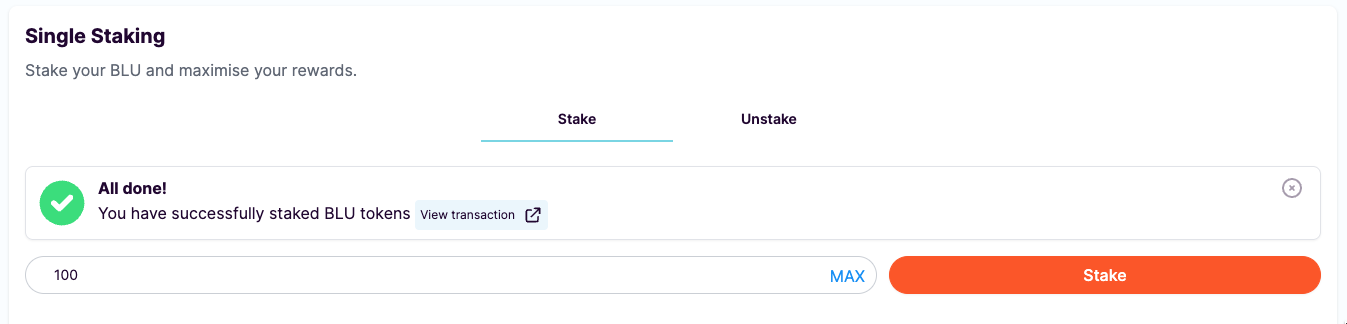 Single Staking
Stake your BLU and maximise your rewards.
Stake Unstake
All done!
You have successfully staked BLU tokens View transaction
100 MAX Stake